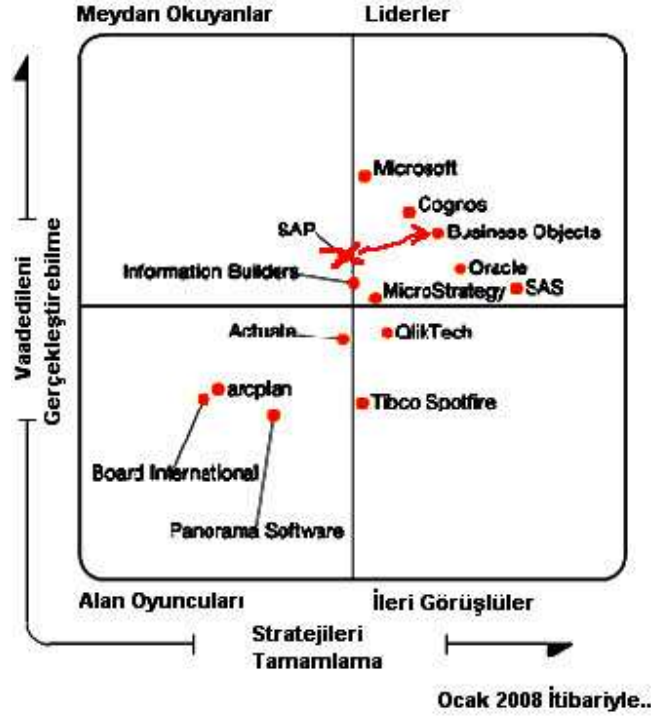 Meydan Okuyanlar
Liderler
Microsoft
Cognos
SAP
Business Objects
Information Builders
Oracle
MicroStrategy
SAS
Actuate
QlikTech
arcplan
Tibco Spotfire
Board International
Panorama Software
Vaadedileni
Gerçekleştirebilme
Alan Oyuncuları
İleri Görüşlüler
Stratejileri
Tamamlama
Ocak 2008 İtibariyle..